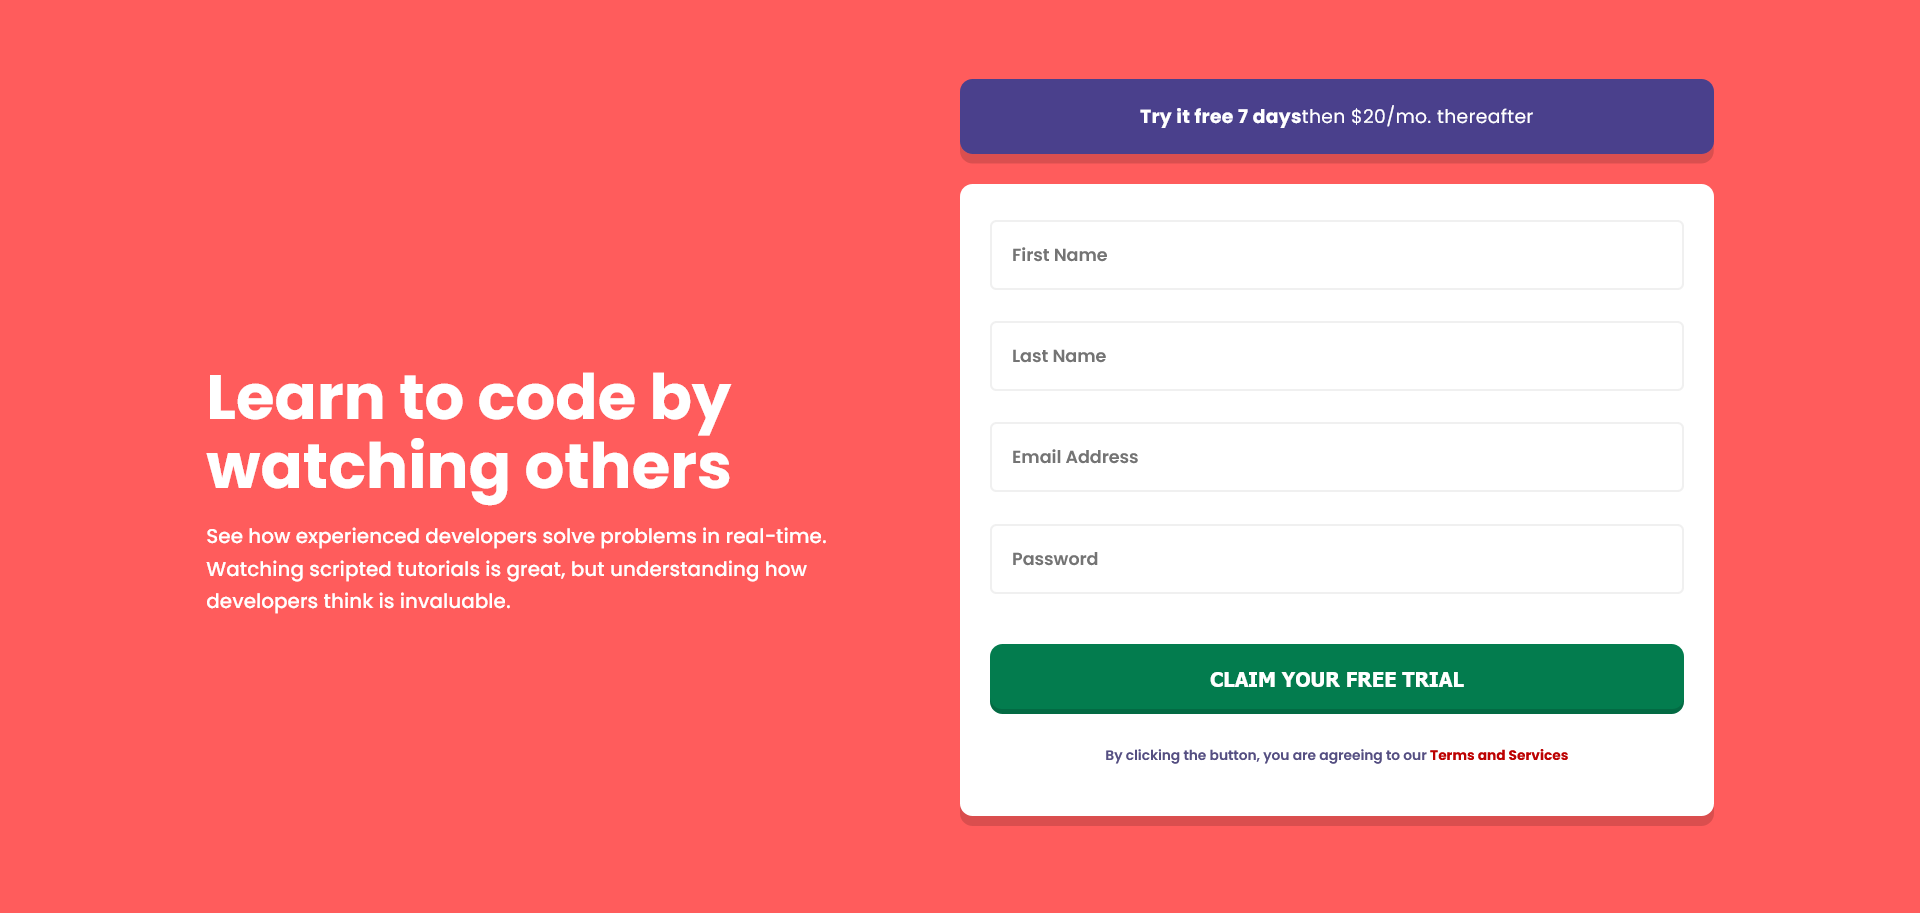 Learn to code by
watching others
See how experienced developers solve problems in real-time.
Watching scripted tutorials is great, but understanding how
developers think is invaluable.
Try it free 7 daysthen $20/mo. thereafter
First Name
Last Name
Email Address
Password
CLAIM YOUR FREE TRIAL
By clicking the button, you are agreeing to our Terms and Services